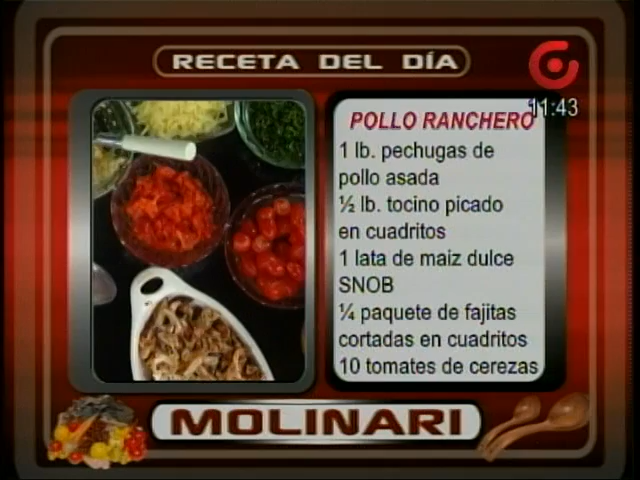 RECETA DEL DÍA
11:43
POLLO RANCHERO
1 lb. pechugas de
pollo asada
½ lb. tocino picado
en cuadritos
1 lata de maiz dulce
SNOB
¼ paquete de fajitas
cortadas en cuadritos
10 tomates de cerezas
MOLINARI